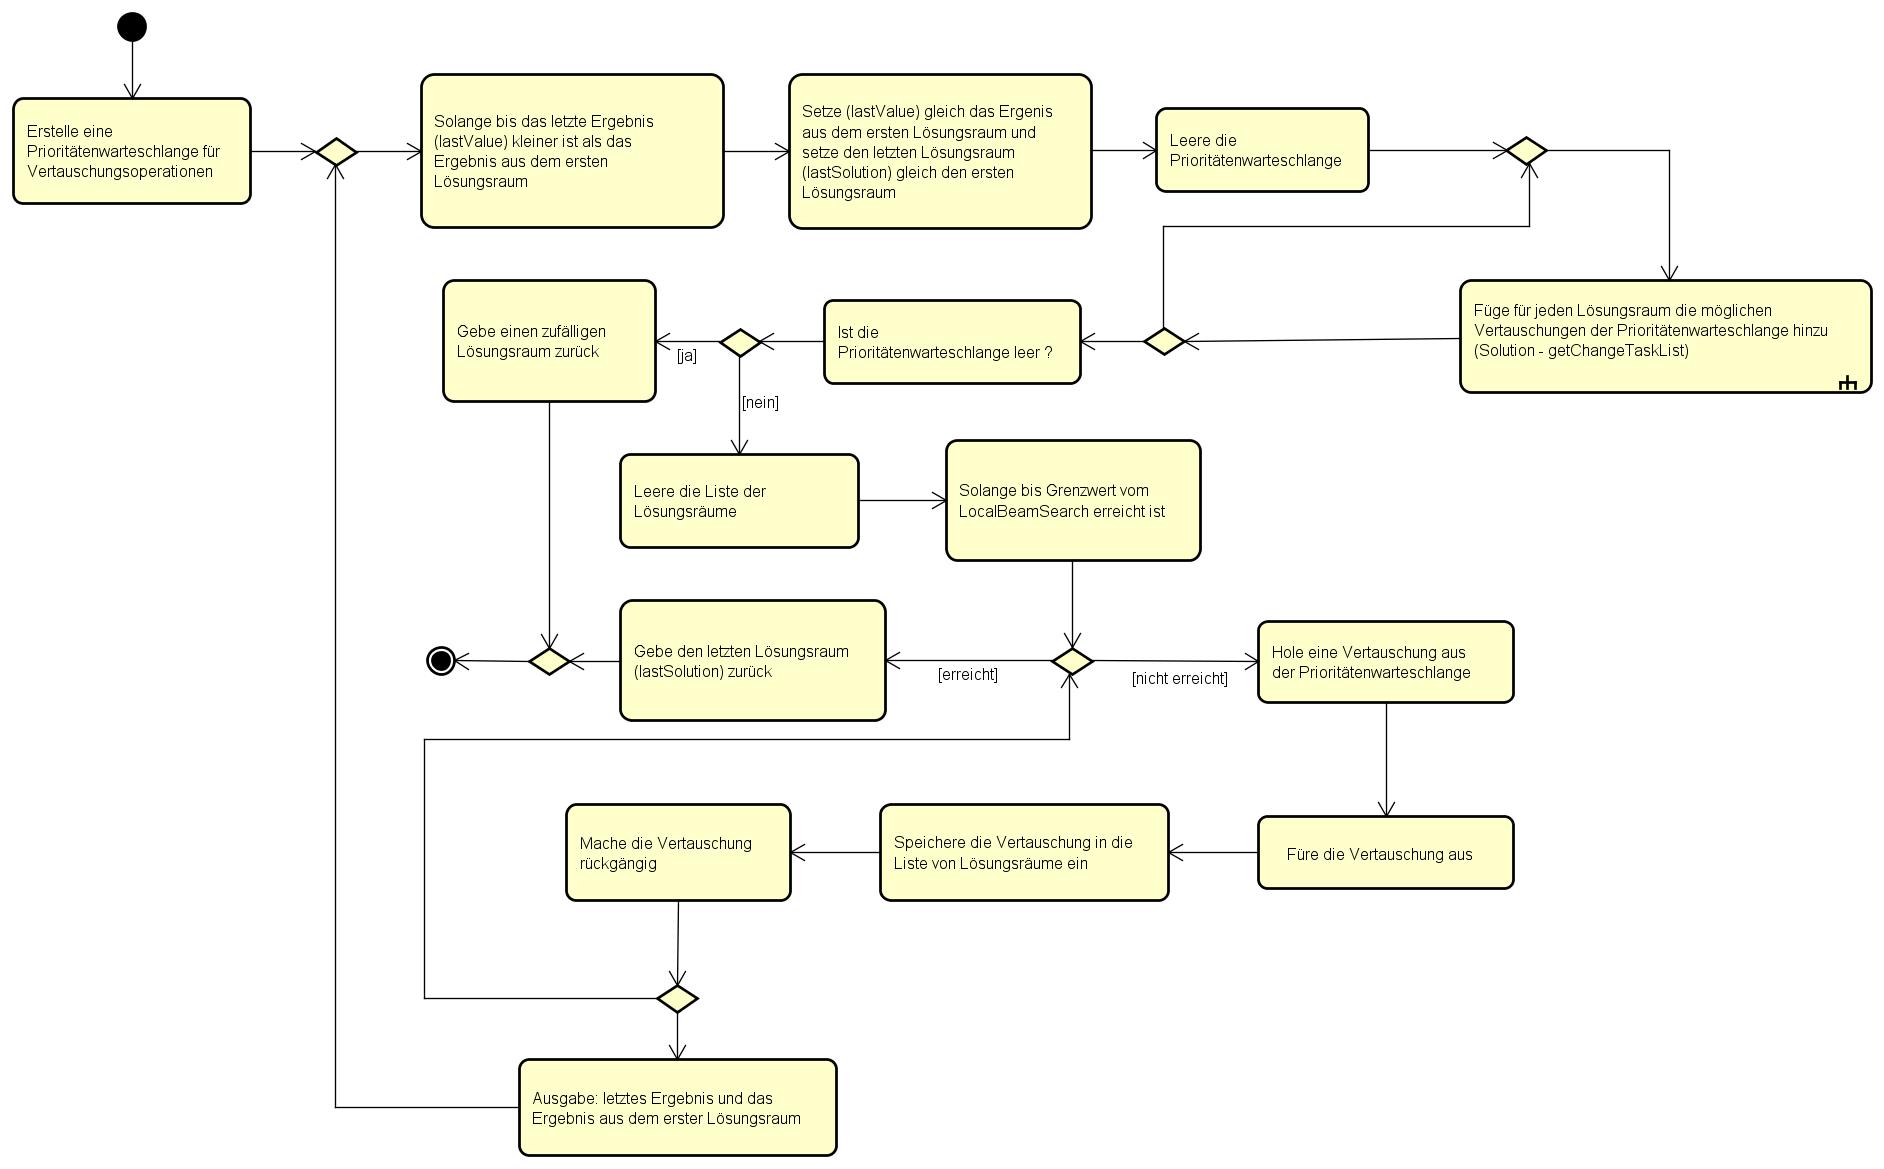 Erstelle eine
Prioritätenwarteschlange für
Vertauschungsoperationen
Solange bis das letzte Ergebnis
(lastValue) kleiner ist als das
Ergebnis aus dem ersten
Lösungsraum
Setze (lastValue) gleich das Ergenis
aus dem ersten Lösungsraum und
setze den letzten Lösungsraum
(lastSolution) gleich den ersten
Lösungsraum
Leere die
Prioritätenwarteschlange
Füge für jeden Lösungsraum die möglichen
Vertauschungen der Prioritätenwarteschlange hinzu
(Solution - getChangeTaskList)
Ist die
Prioritätenwarteschlange leer ?
[ja]
Gebe einen zufälligen
Lösungsraum zurück
[nein]
Leere die Liste der
Lösungsräume
Solange bis Grenzwert vom
LocalBeamSearch erreicht ist
Gebe den letzten Lösungsraum
(lastSolution) zurück
[erreicht]
[nicht erreicht]
Hole eine Vertauschung aus
der Prioritätenwarteschlange
Füre die Vertauschung aus
Speichere die Vertauschung in die
Liste von Lösungsräume ein
Mache die Vertauschung
rückgängig
Ausgabe: letztes Ergebnis und das
Ergebnis aus dem erster Lösungsraum